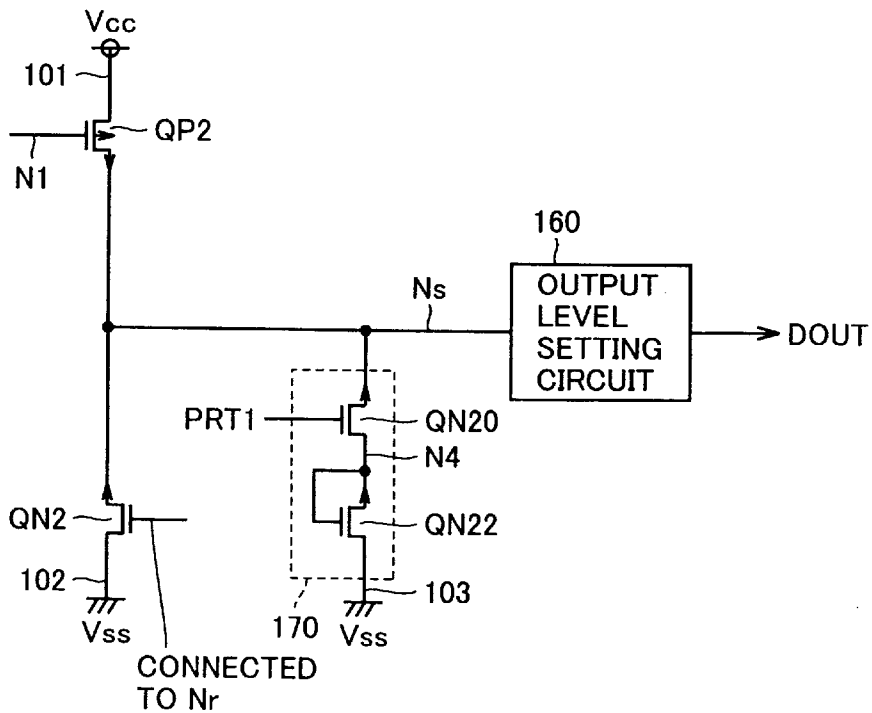 Vcc
101
QP2
N1
160
Ns
OUTPUT
LEVEL
SETTING
CIRCUIT
DOUT
PRT1
QN20
N4
QN2
QN22
102
103
Vss
170
Vss
CONNECTED
TO Nr